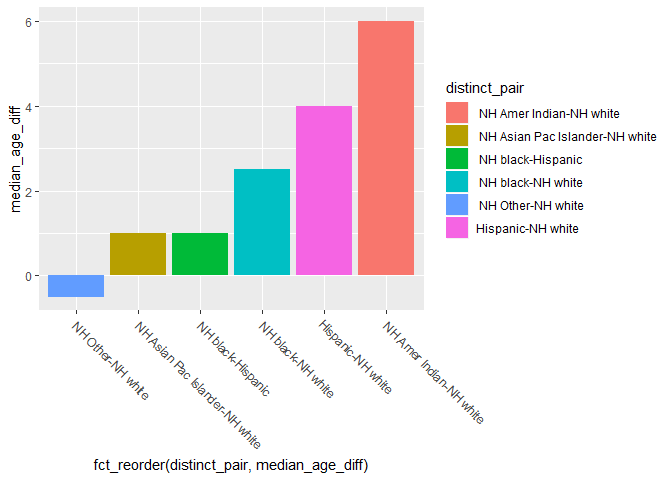 6
4
2
0
median_age_diff
NH Other-NH white
NH Asian Pac Islander-NH white
NH black-Hispanic
NH black-NH white
Hispanic-NH white
NH Amer Indian-NH white
fct_reorder(distinct_pair, median_age_diff)
distinct_pair
NH Amer Indian-NH white
NH Asian Pac Islander-NH white
NH black-Hispanic
NH black-NH white
NH Other-NH white
Hispanic-NH white